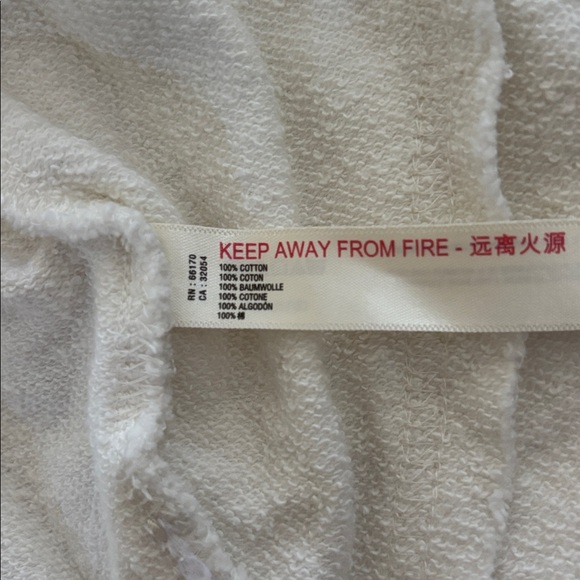 KEEP AWAY FROM FIRE - 远离火源
100% COTTON
100% COTON
100% BAUMWOLLE
100% COTONE
100% ALGODÓN
100% 棉
RN : 66170
CA : 32054